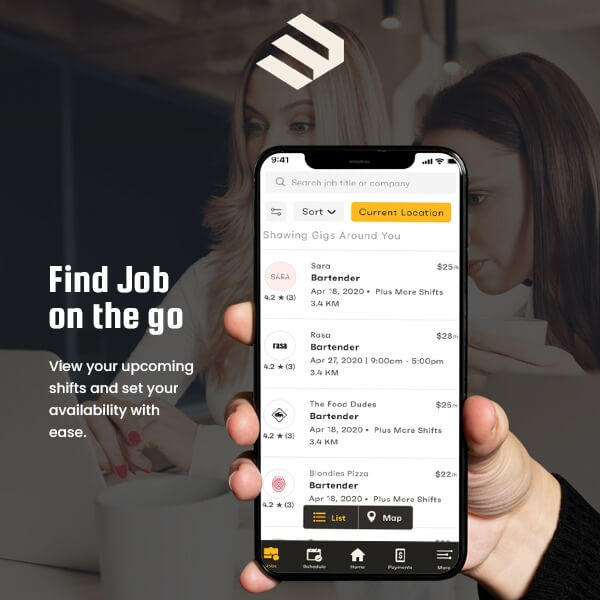 9:41
Search job title or company
Sort
Current Location
Showing Gigs Around You
SARA
4.2 ★ (3)
Sara
$25/h
Bartender
Apr 18, 2020 • Plus More Shifts
3.4 KM
rasa
4.2 ★ (3)
Rasa
$28/h
Bartender
Apr 27, 2020 | 9:00am - 5:00pm
3.4 KM
4.2 ★ (3)
The Food Dudes
$25/h
Bartender
Apr 18, 2020 • Plus More Shifts
3.4 KM
4.2 ★ (3)
Blondies Pizza
$22/h
Bartender
Apr 18, 2020 • Plus More Shifts
List
Map
Jobs
Schedule
Home
Payments
More
Find Job
on the go
View your upcoming
shifts and set your
availability with
ease.